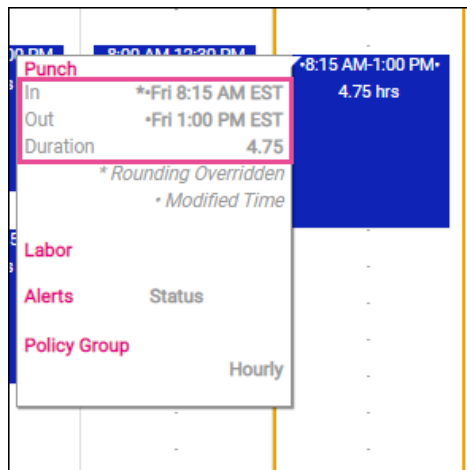 8:00 AM-12:30 PM
•8:15 AM-1:00 PM•
4.75 hrs
Punch
In *•Fri 8:15 AM EST
Out •Fri 1:00 PM EST
Duration 4.75
* Rounding Overridden
• Modified Time
Labor
Alerts Status
Policy Group
Hourly